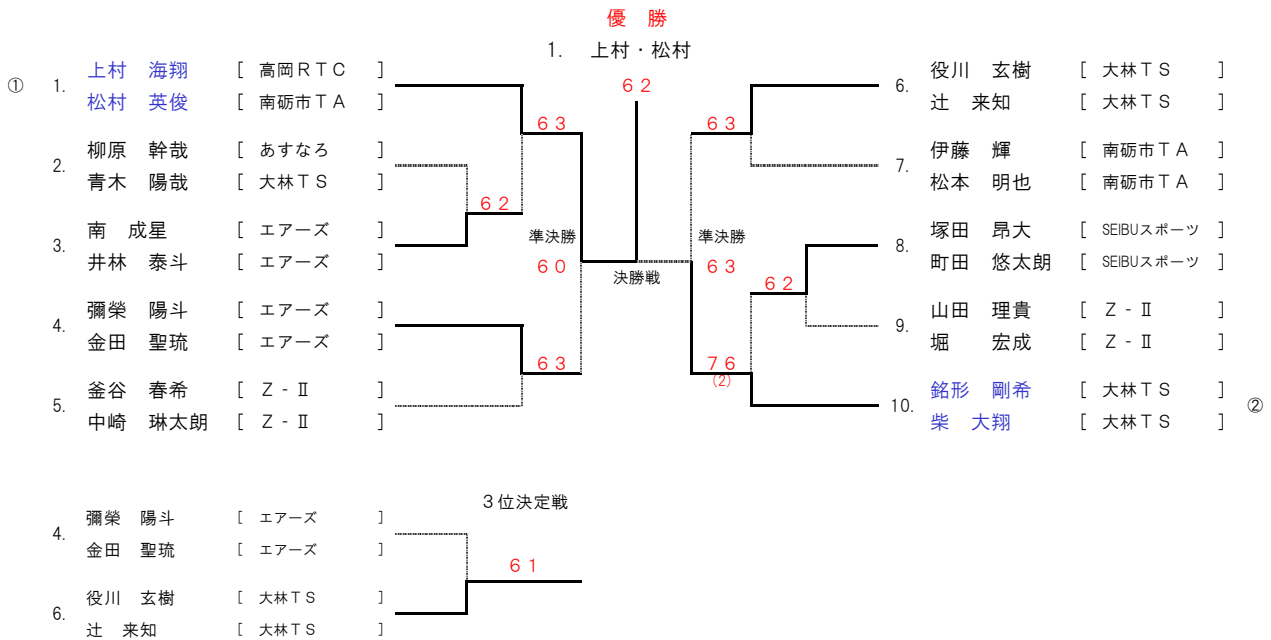 優　勝
1.　上村・松村
６２
①　1.　上村　海翔　［　高岡ＲＴＣ　］
松村　英俊　［　南砺市ＴＡ　］
６３
2.　柳原　幹哉　［　あすなろ　］
青木　陽哉　［　大林ＴＳ　］
６２
3.　南　成星　［　エアーズ　］
井林　泰斗　［　エアーズ　］
準決勝
６０
4.　彌榮　陽斗　［　エアーズ　］
金田　聖琉　［　エアーズ　］
６３
5.　釜谷　春希　［　Ｚ‐Ⅱ　］
中崎　琳太朗　［　Ｚ‐Ⅱ　］
決勝戦
6.　役川　玄樹　［　大林ＴＳ　］
辻　来知　［　大林ＴＳ　］
６３
7.　伊藤　輝　［　南砺市ＴＡ　］
松本　明也　［　南砺市ＴＡ　］
準決勝
６３
8.　塚田　昂大　［　SEIBUスポーツ　］
町田　悠太朗　［　SEIBUスポーツ　］
６２
9.　山田　理貴　［　Ｚ‐Ⅱ　］
堀　宏成　［　Ｚ‐Ⅱ　］
７６
(2)
10.　銘形　剛希　［　大林ＴＳ　］　②
柴　大翔　［　大林ＴＳ　］
３位決定戦
4.　彌榮　陽斗　［　エアーズ　］
金田　聖琉　［　エアーズ　］
６１
6.　役川　玄樹　［　大林ＴＳ　］
辻　来知　［　大林ＴＳ　］